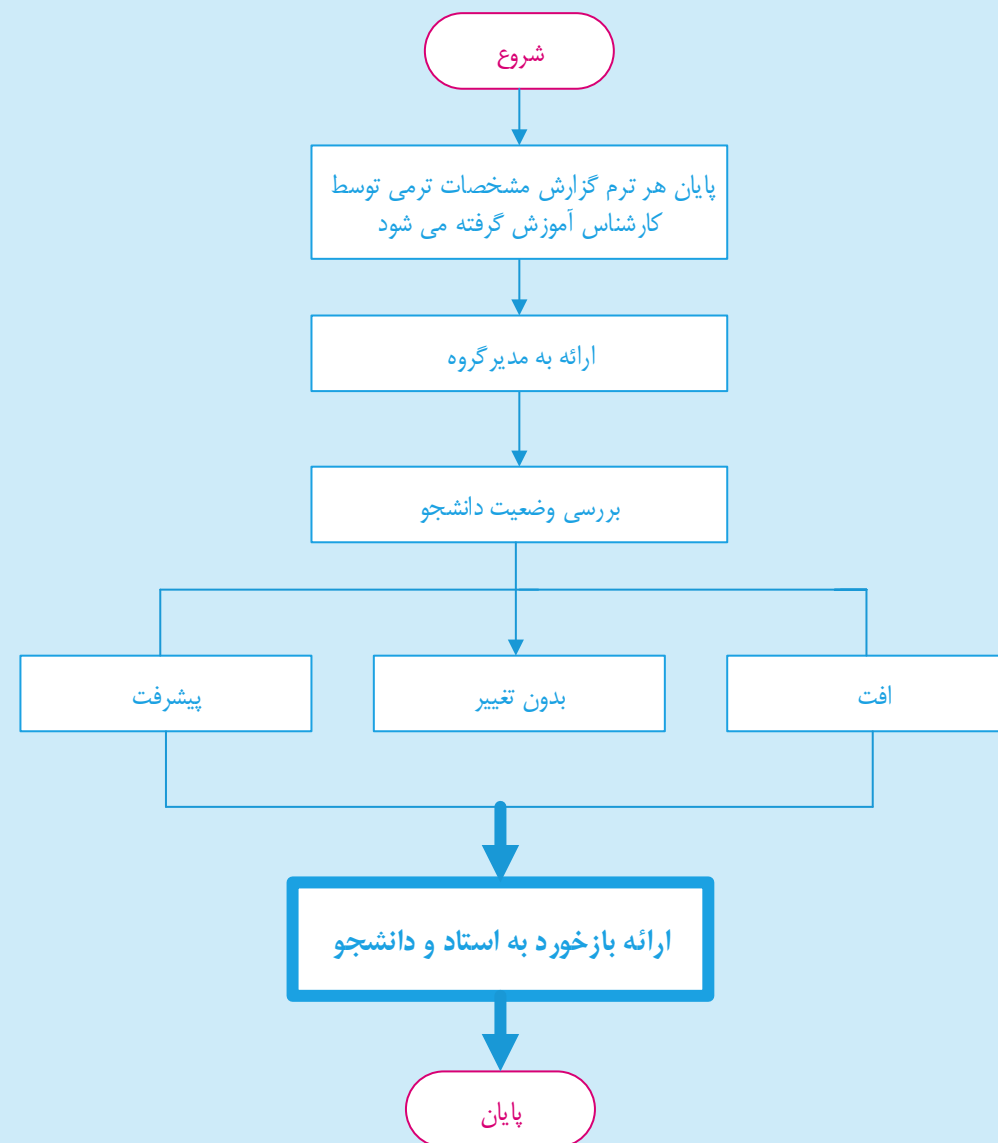 شروع
پایان هر ترم گزارش مشخصات ترمی توسط
کارشناس آموزش گرفته می شود
ارائه به مدیرگروه
بررسی وضعیت دانشجو
افت
بدون تغییر
پیشرفت
ارائه بازخورد به استاد و دانشجو
پایان